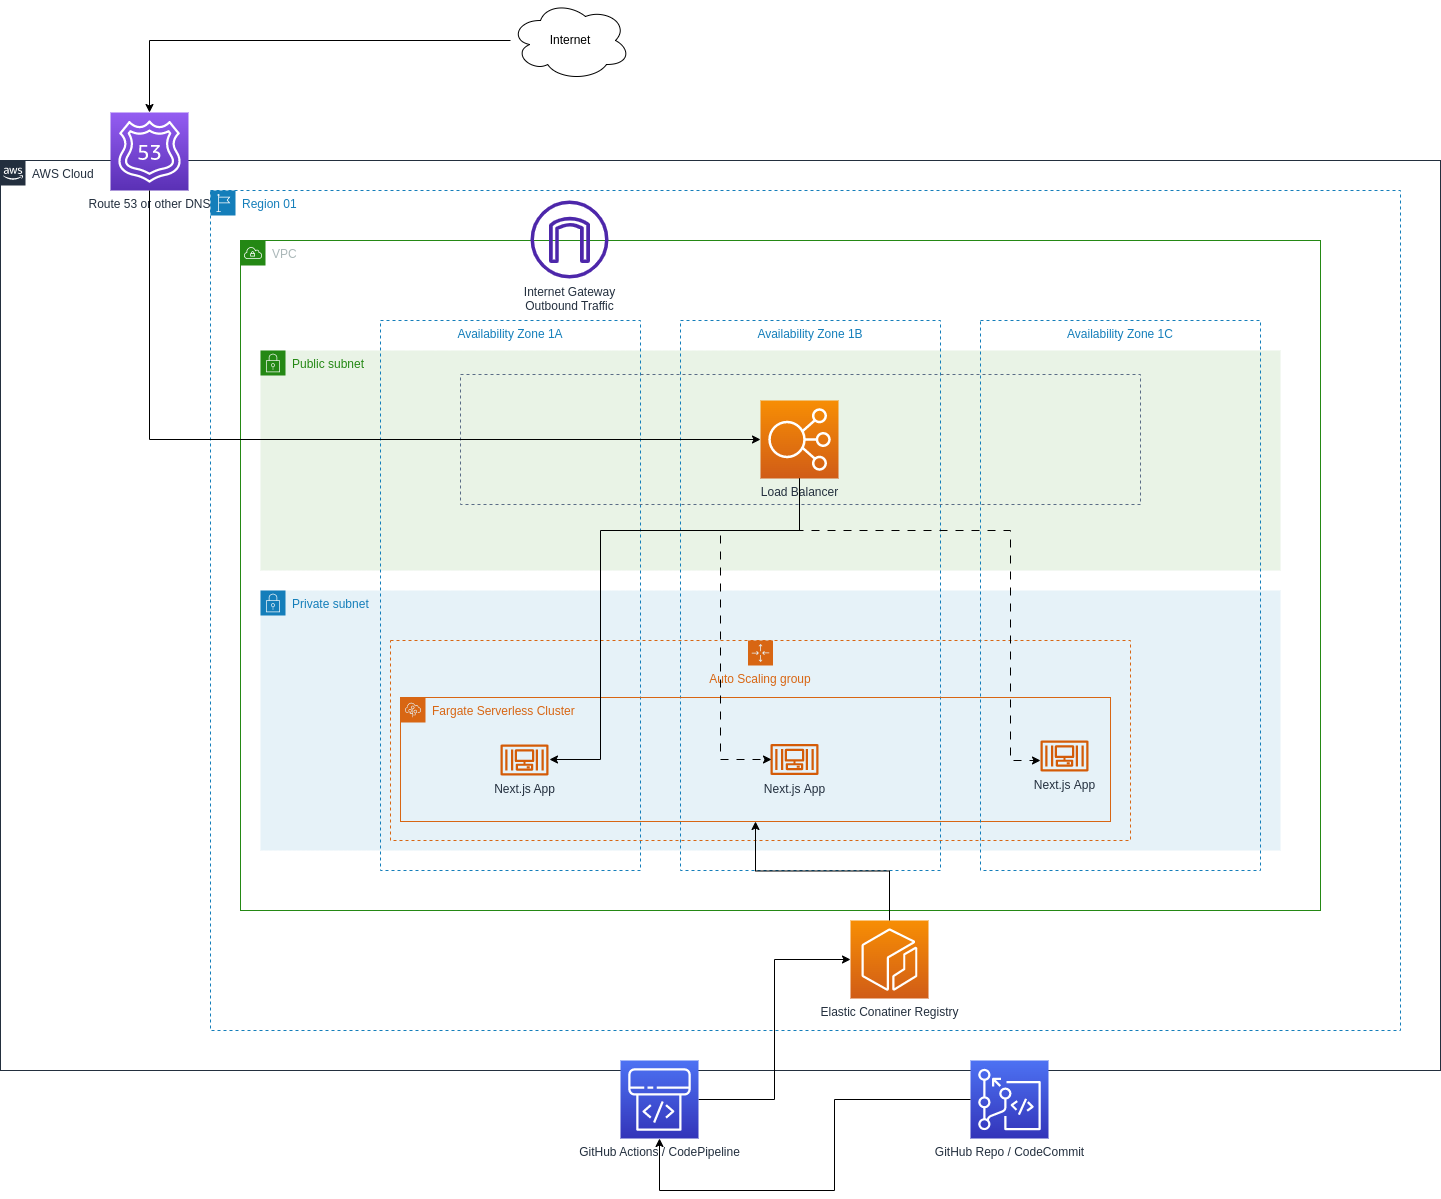 Internet
53
aws
AWS Cloud
Route 53 or other DNS
Region 01
VPC
Internet Gateway
Outbound Traffic
Availability Zone 1A
Availability Zone 1B
Availability Zone 1C
Public subnet
Load Balancer
Private subnet
Auto Scaling group
Fargate Serverless Cluster
Next.js App
Next.js App
Next.js App
Elastic Conatiner Registry
GitHub Actions / CodePipeline
GitHub Repo / CodeCommit